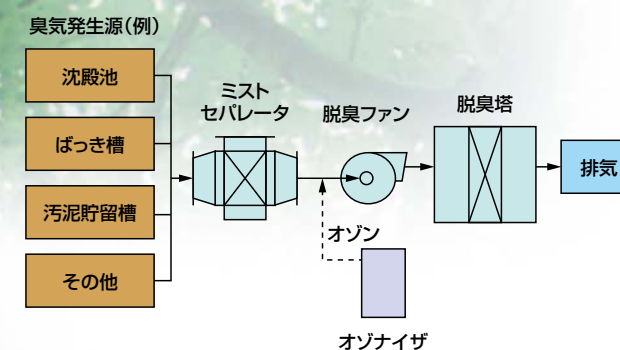 臭気発生源（例）
沈殿池
ばっき槽
汚泥貯留槽
その他
ミスト
セパレータ
脱臭ファン
脱臭塔
排気
オゾン
オゾナイザ